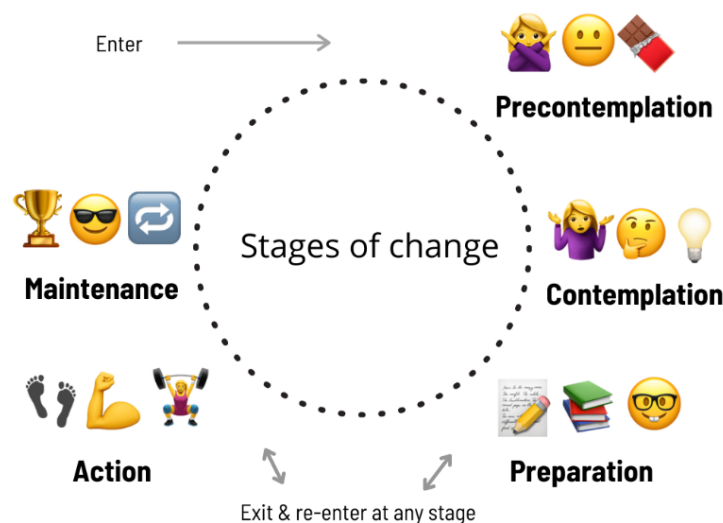 Enter
Precontemplation
Stages of change
Maintenance
Contemplation
Action
Preparation
Exit & re-enter at any stage